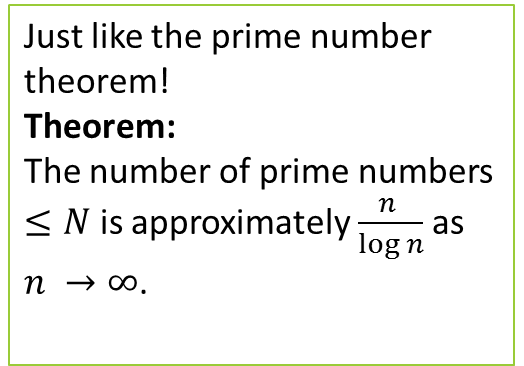 Just like the prime number
theorem!
Theorem:
The number of prime numbers
≤ N is approximately n/log n as
n → ∞.